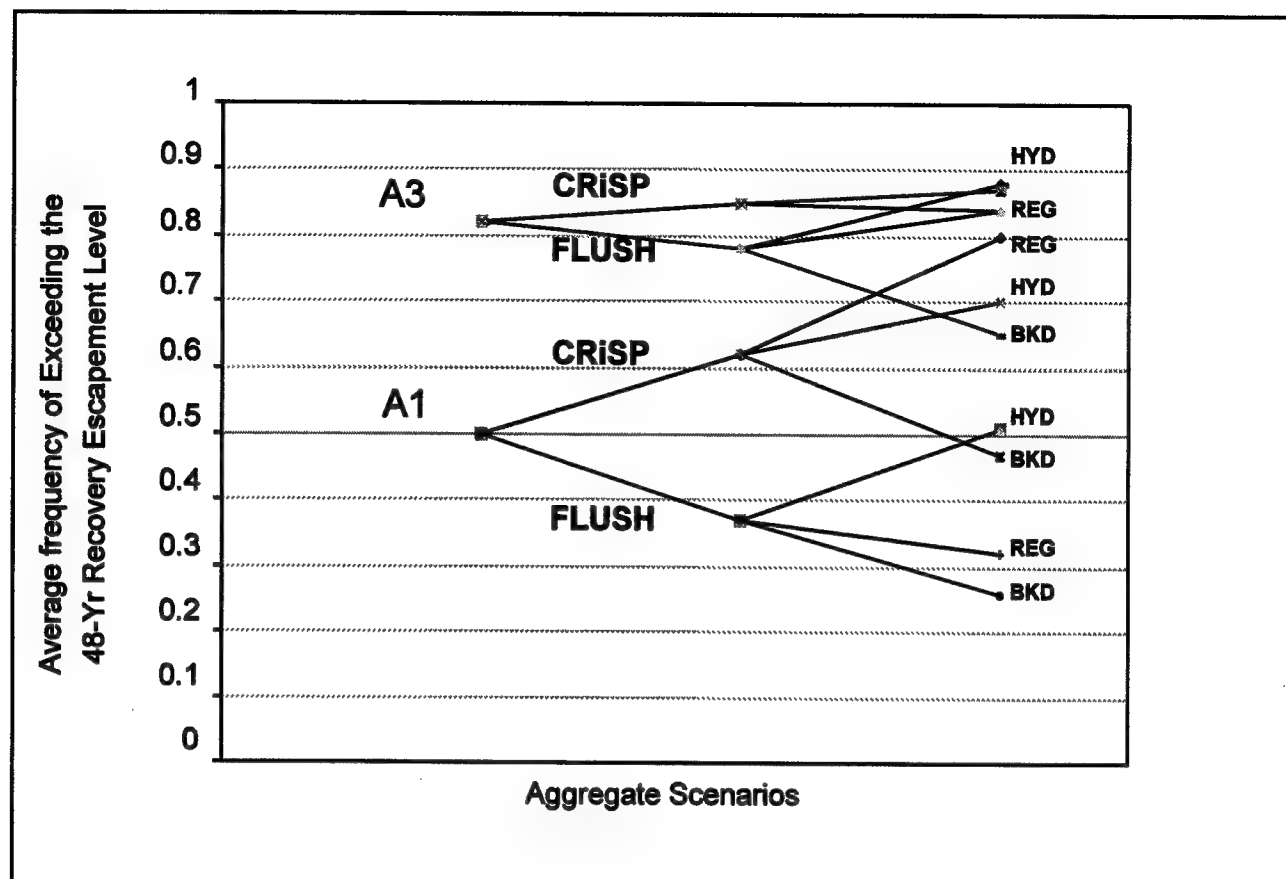 Average frequency of Exceeding the
48-Yr Recovery Escapement Level
1
0.9
0.8
0.7
0.6
0.5
0.4
0.3
0.2
0.1
0
A3
CRiSP
FLUSH
CRiSP
A1
FLUSH
HYD
REG
REG
HYD
BKD
HYD
BKD
REG
BKD
Aggregate Scenarios